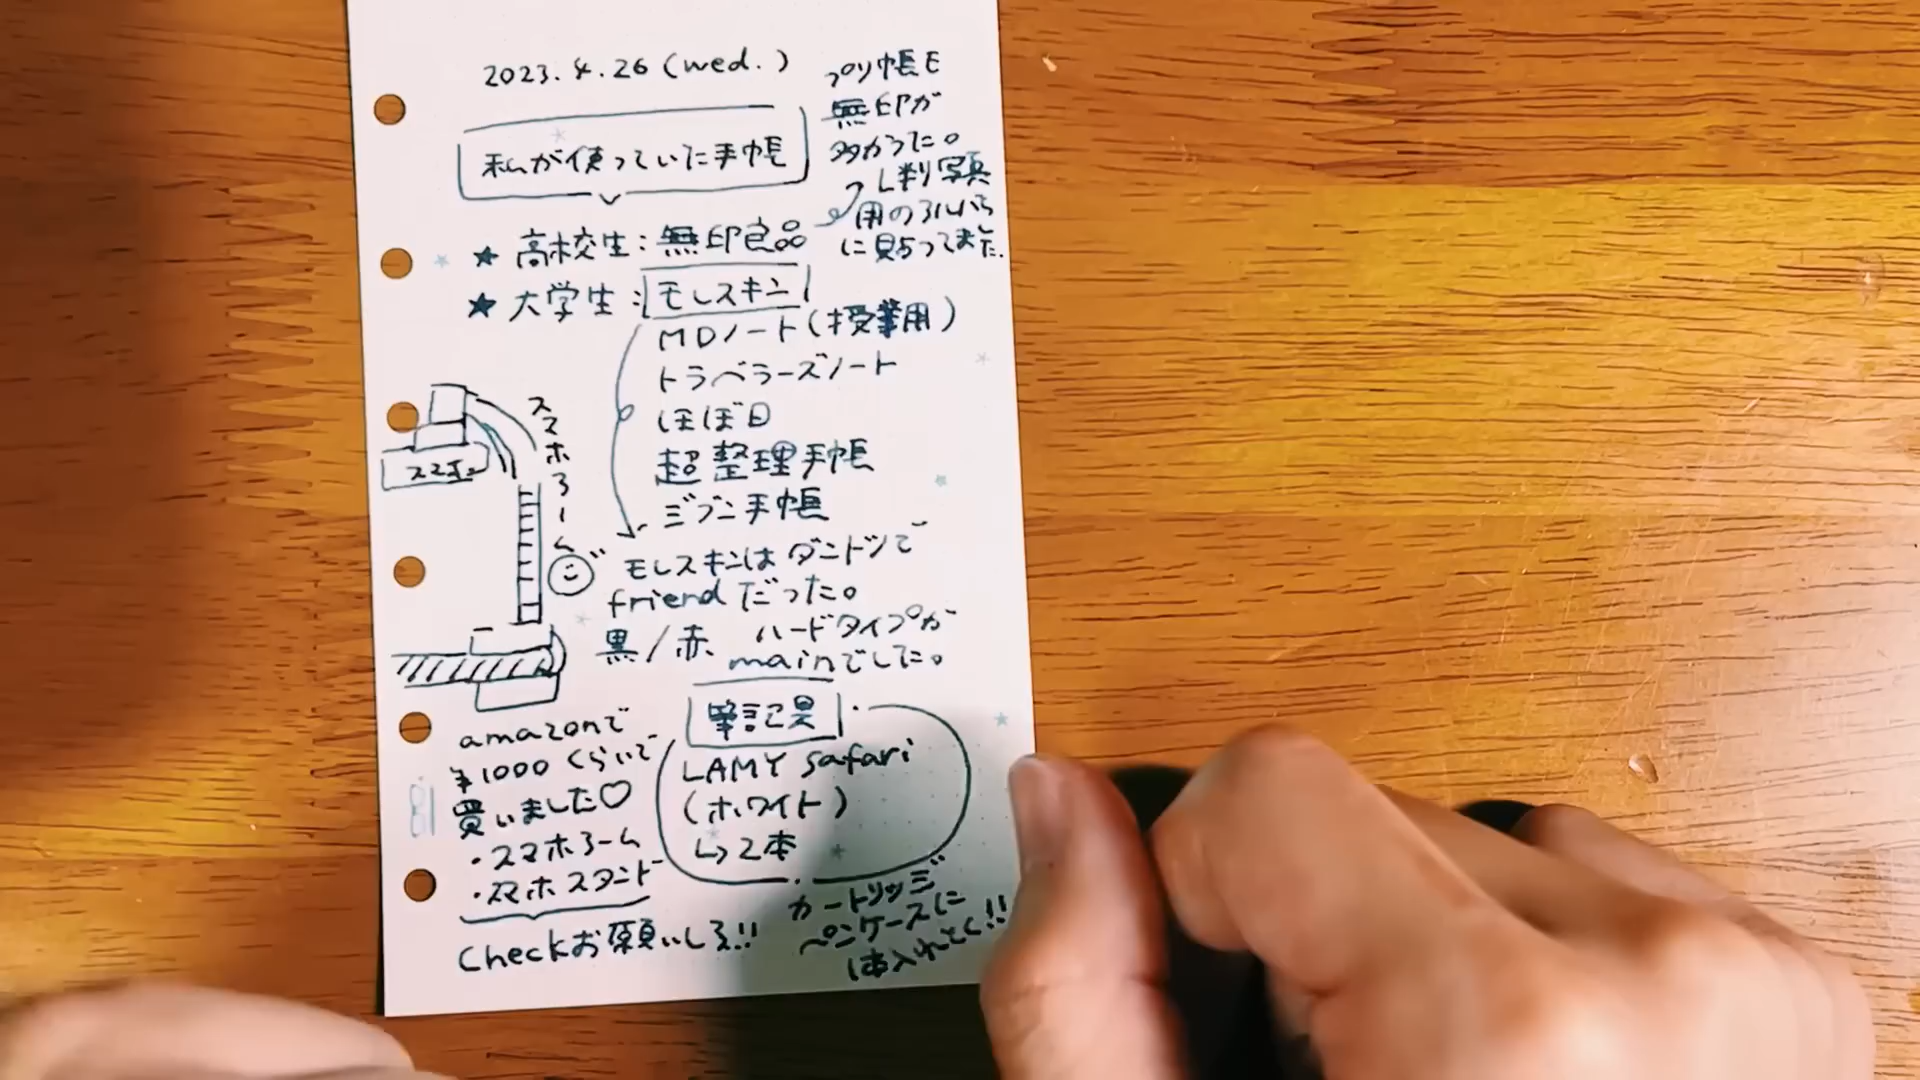 2023.4.26(wed.)
私が使っていた手帳
プリ帳も
無印が
多かった。
L判写真
用のアルバム
に貼ってました.
★ 高校生:無印良品
★ 大学生:モレスキン
MDノート(授業用)
トラベラーズノート
ほぼ日
超整理手帳
ジブン手帳
モレスキンはダントツで
friendだった。
黒/赤 ハードタイプが
mainでした。
スマホアーム
スマホ
amazonで
¥1000くらいで
買いました♡
・スマホアーム
・スマホスタンド
Checkお願いしる!!
筆記具
LAMY safari
(ホワイト)
↳2本
カートリッジ
ペンケースに
1本入れとく!!